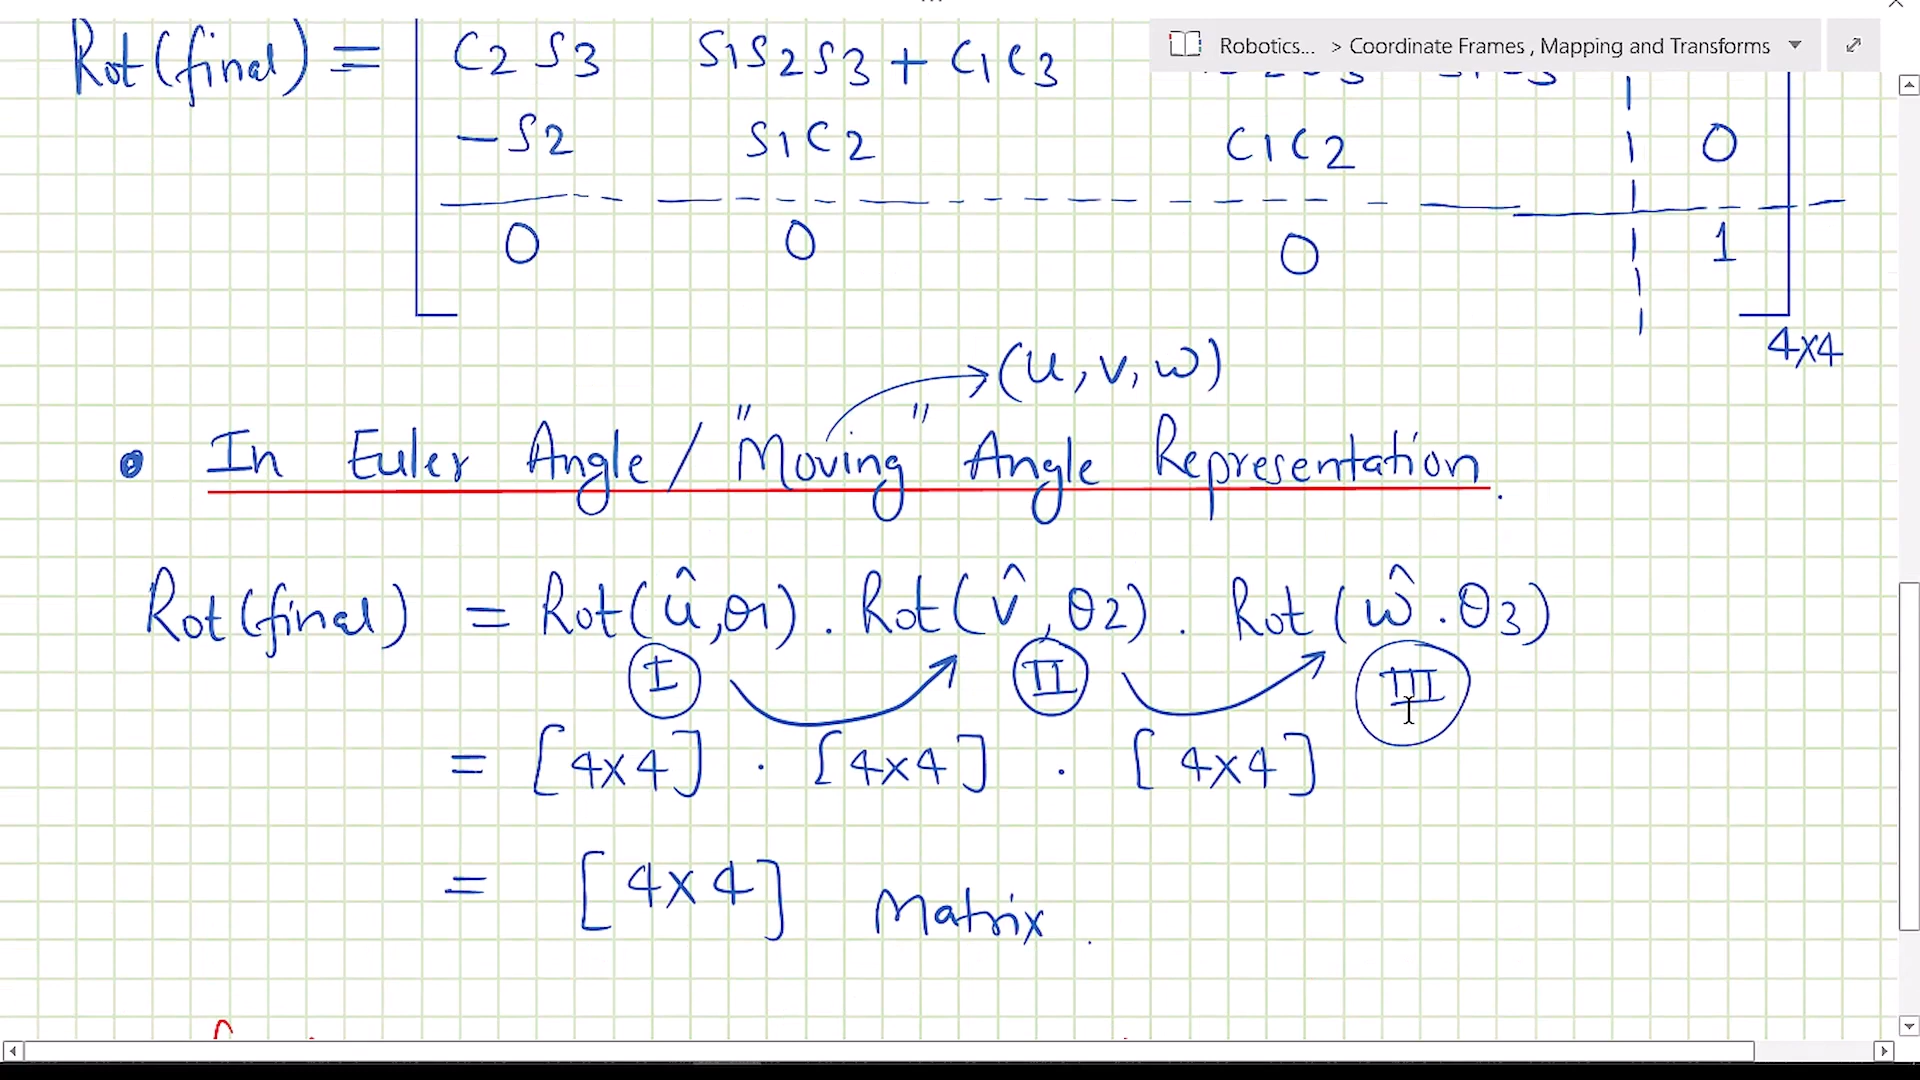 Robotics... > Coordinate Frames , Mapping and Transforms
Rot(final) = C2 S3 S1S2S3 + C1C3
-S2 S1C2 C1C2 0
0 0 0 1
4x4
(u, v, w)
• In Euler Angle / "Moving" Angle Representation.
Rot(final) = Rot(û,θ1) . Rot(v̂,θ2) . Rot(ŵ.θ3)
I II III
= [4x4] . [4x4] . [4x4]
= [4x4] Matrix .